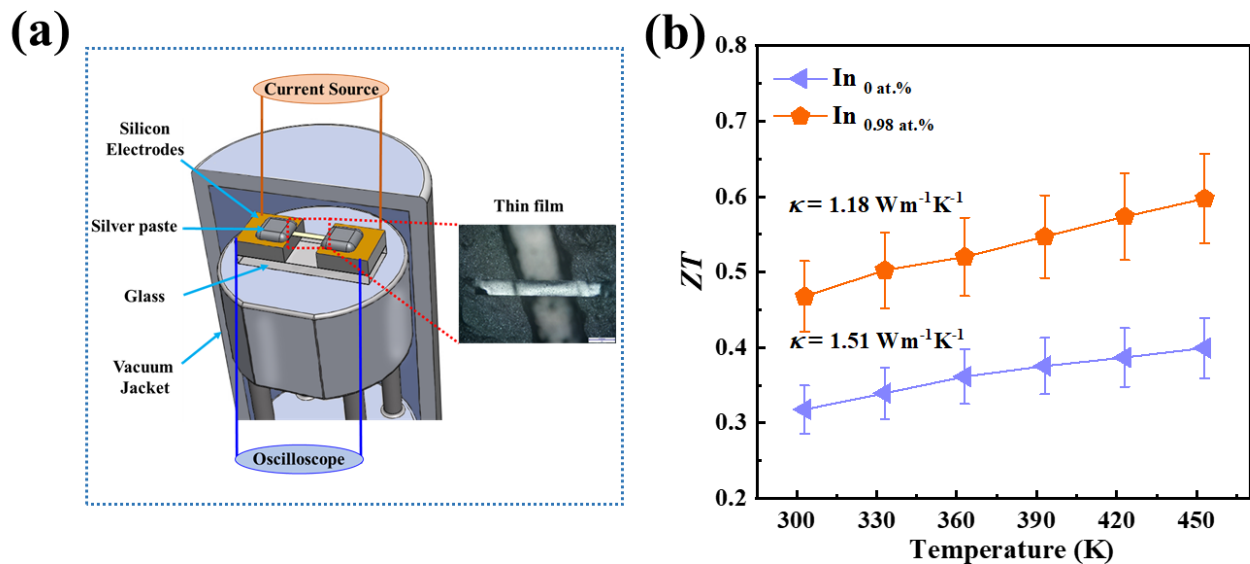 (a)
Current Source
Silicon
Electrodes
Silver paste
Glass
Vacuum
Jacket
Oscilloscope
Thin film
(b)
0.8
0.7
0.6
0.5
0.4
0.3
0.2
ZT
In 0 at.%
In 0.98 at.%
κ = 1.18 Wm⁻¹K⁻¹
κ = 1.51 Wm⁻¹K⁻¹
300 330 360 390 420 450
Temperature (K)